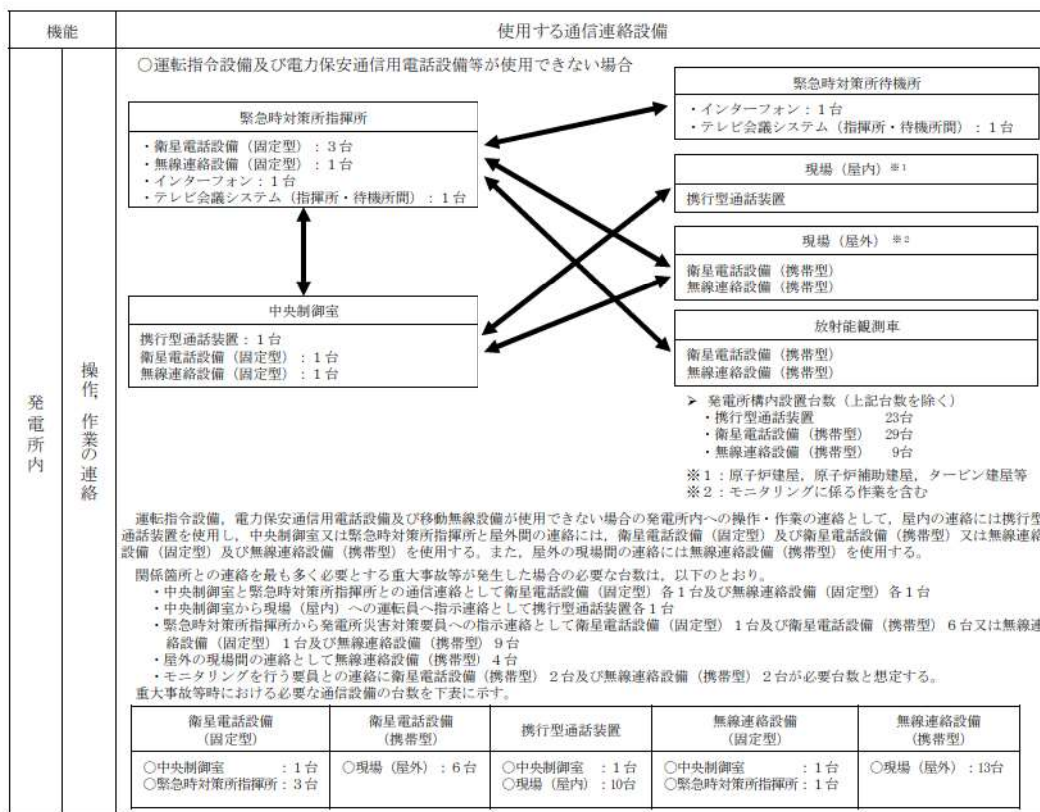 機能
使用する通信連絡設備
発電所内
操作，作業の連絡
○運転指令設備及び電力保安通信用電話設備等が使用できない場合
緊急時対策所指揮所
・衛星電話設備（固定型）：３台
・無線連絡設備（固定型）：１台
・インターフォン：１台
・テレビ会議システム（指揮所・待機所間）：１台
中央制御室
携行型通話装置：１台
衛星電話設備（固定型）：１台
無線連絡設備（固定型）：１台
緊急時対策所待機所
・インターフォン：１台
・テレビ会議システム（指揮所・待機所間）：１台
現場（屋内）※1
携行型通話装置
現場（屋外）※2
衛星電話設備（携帯型）
無線連絡設備（携帯型）
放射能観測車
衛星電話設備（携帯型）
無線連絡設備（携帯型）
➢ 発電所構内設置台数（上記台数を除く）
・携行型通話装置 23台
・衛星電話設備（携帯型） 29台
・無線連絡設備（携帯型） 9台
※１：原子炉建屋，原子炉補助建屋，タービン建屋等
※２：モニタリングに係る作業を含む
運転指令設備，電力保安通信用電話設備及び移動無線設備が使用できない場合の発電所内への操作・作業の連絡として，屋内の連絡には携行型
通話装置を使用し，中央制御室又は緊急時対策所指揮所と屋外間の連絡には，衛星電話設備（固定型）及び衛星電話設備（携帯型）又は無線連絡
設備（固定型）及び無線連絡設備（携帯型）を使用する。また，屋外の現場間の連絡には無線連絡設備（携帯型）を使用する。
関係箇所との連絡を最も多く必要とする重大事故等が発生した場合の必要な台数は，以下のとおり。
・中央制御室と緊急時対策所指揮所との通信連絡として衛星電話設備（固定型）各１台及び無線連絡設備（固定型）各１台
・中央制御室から現場（屋内）への運転員へ指示連絡として携行型通話装置各１台
・緊急時対策所指揮所から発電所災害対策要員への指示連絡として衛星電話設備（固定型）１台及び衛星電話設備（携帯型）６台又は無線連
絡設備（固定型）１台及び無線連絡設備（携帯型）９台
・屋外の現場間の連絡として無線連絡設備（携帯型）４台
・モニタリングを行う要員との連絡に衛星電話設備（携帯型）２台及び無線連絡設備（携帯型）２台が必要台数と想定する。
重大事故等時における必要な通信設備の台数を下表に示す。
衛星電話設備
（固定型）
衛星電話設備
（携帯型）
携行型通話装置
無線連絡設備
（固定型）
無線連絡設備
（携帯型）
○中央制御室 ：１台
○緊急時対策所指揮所：３台
○現場（屋外）：６台
○中央制御室 ：１台
○現場（屋内）：10台
○中央制御室 ：１台
○緊急時対策所指揮所：１台
○現場（屋外）：13台